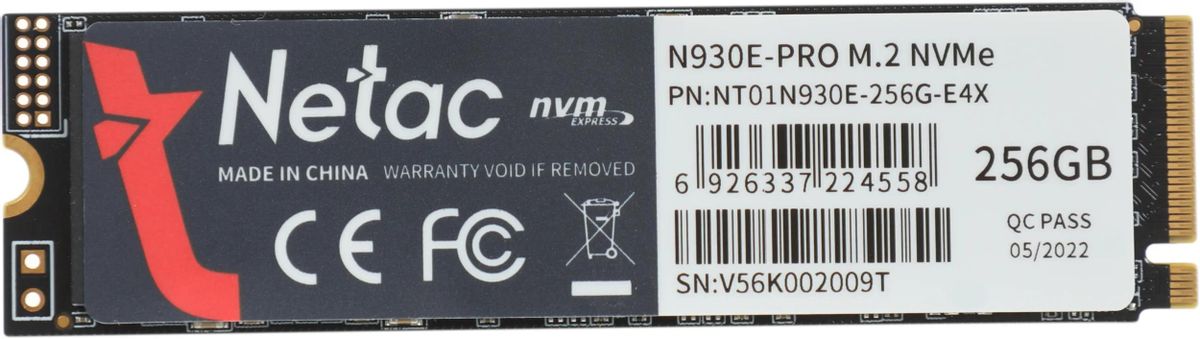 Netac
nvm
EXPRESS
MADE IN CHINA WARRANTY VOID IF REMOVED
CE FC
N930E-PRO M.2 NVMe
PN:NT01N930E-256G-E4X
6 926337 224558
256GB
QC PASS
05/2022
SN:V56K002009T